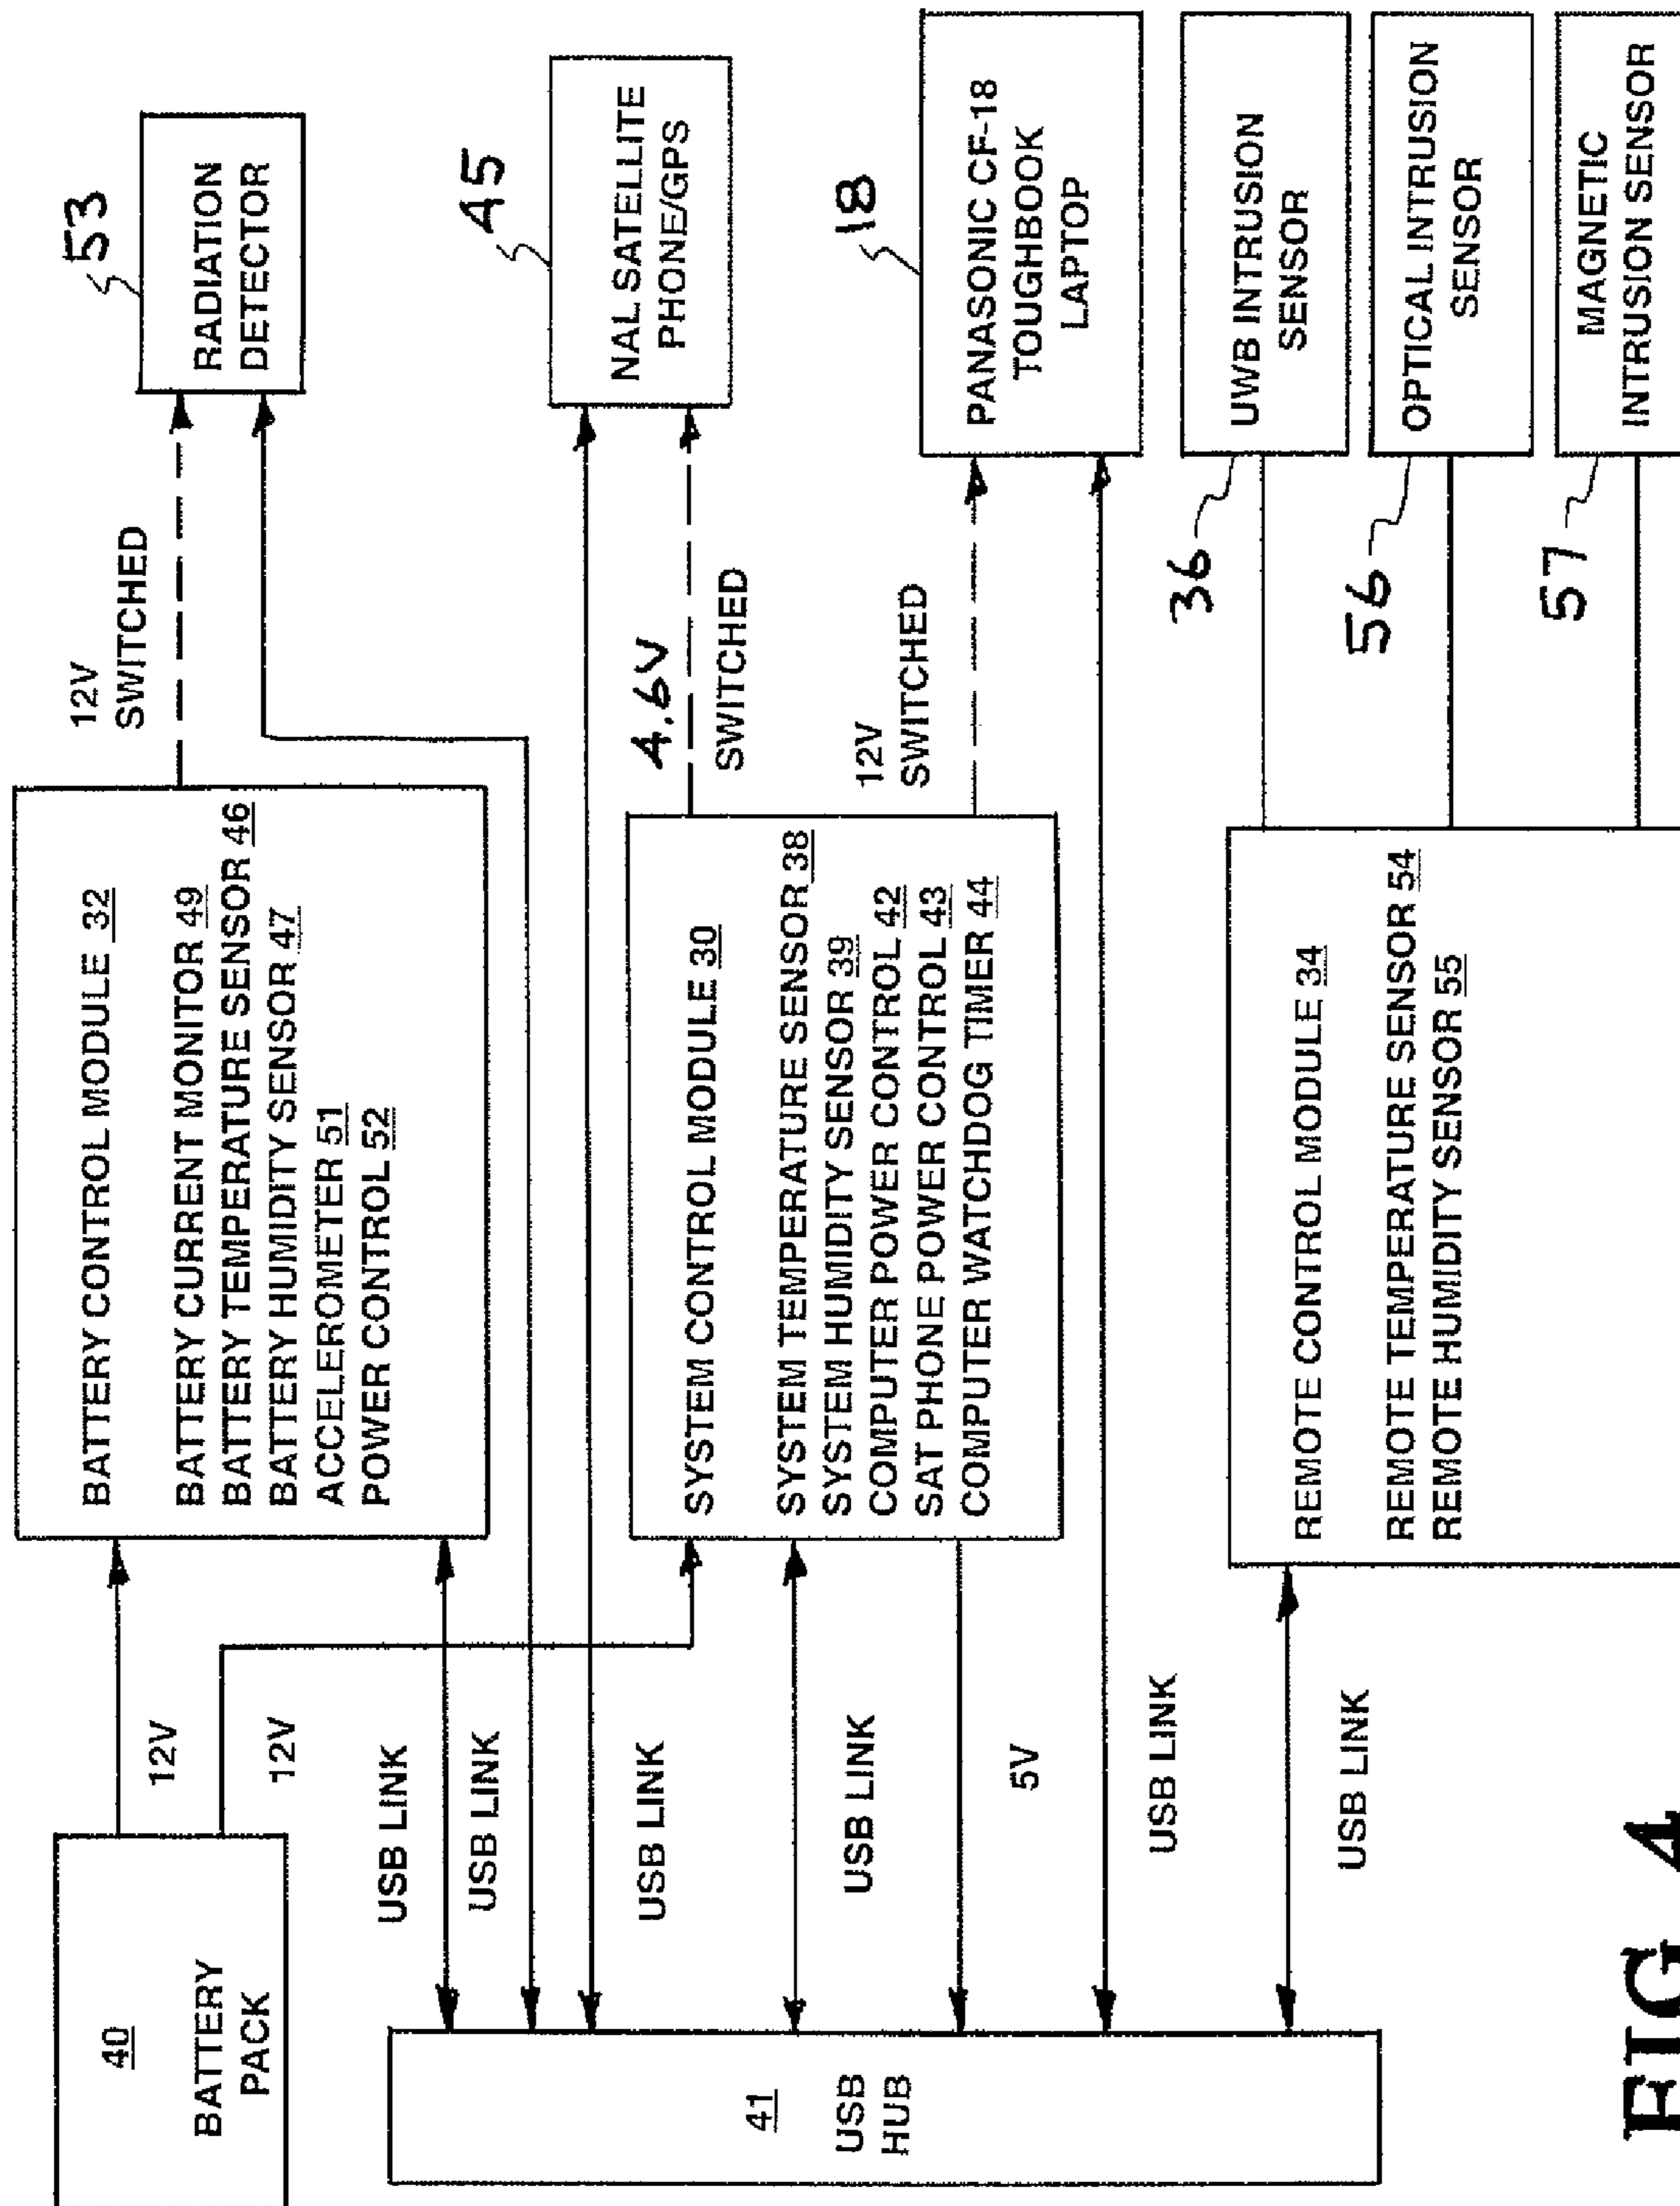 40
BATTERY
PACK
12V
12V
BATTERY CONTROL MODULE 32
BATTERY CURRENT MONITOR 49
BATTERY TEMPERATURE SENSOR 46
BATTERY HUMIDITY SENSOR 47
ACCLEROMETER 51
POWER CONTROL 52
12V
SWITCHED
53
RADIATION
DETECTOR
USB LINK
USB LINK
USB LINK
45
NAL SATELLITE
PHONE/GPS
4.6V
SWITCHED
SYSTEM CONTROL MODULE 30
SYSTEM TEMPERATURE SENSOR 38
SYSTEM HUMIDITY SENSOR 39
COMPUTER POWER CONTROL 42
SAT PHONE POWER CONTROL 43
COMPUTER WATCHDOG TIMER 44
12V
SWITCHED
18
PANASONIC CF-18
TOUGHBOOK
LAPTOP
41
USB
HUB
USB LINK
5V
USB LINK
USB LINK
REMOTE CONTROL MODULE 34
REMOTE TEMPERATURE SENSOR 54
REMOTE HUMIDITY SENSOR 55
36
UWB INTRUSION
SENSOR
56
OPTICAL INTRUSION
SENSOR
57
MAGNETIC
INTRUSION SENSOR
FIG 4